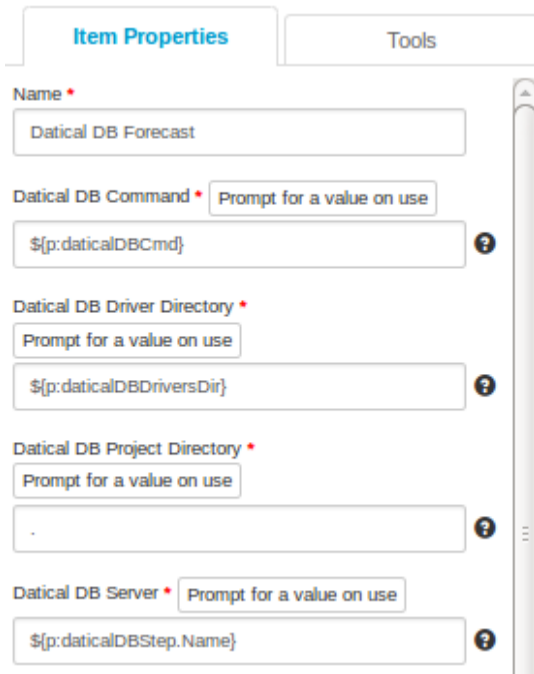 Item Properties
Tools
Name *
Datical DB Forecast
Datical DB Command * Prompt for a value on use
${p:daticalDBCmd}
Datical DB Driver Directory *
Prompt for a value on use
${p:daticalDBDriversDir}
Datical DB Project Directory *
Prompt for a value on use
.
Datical DB Server * Prompt for a value on use
${p:daticalDBStep.Name}